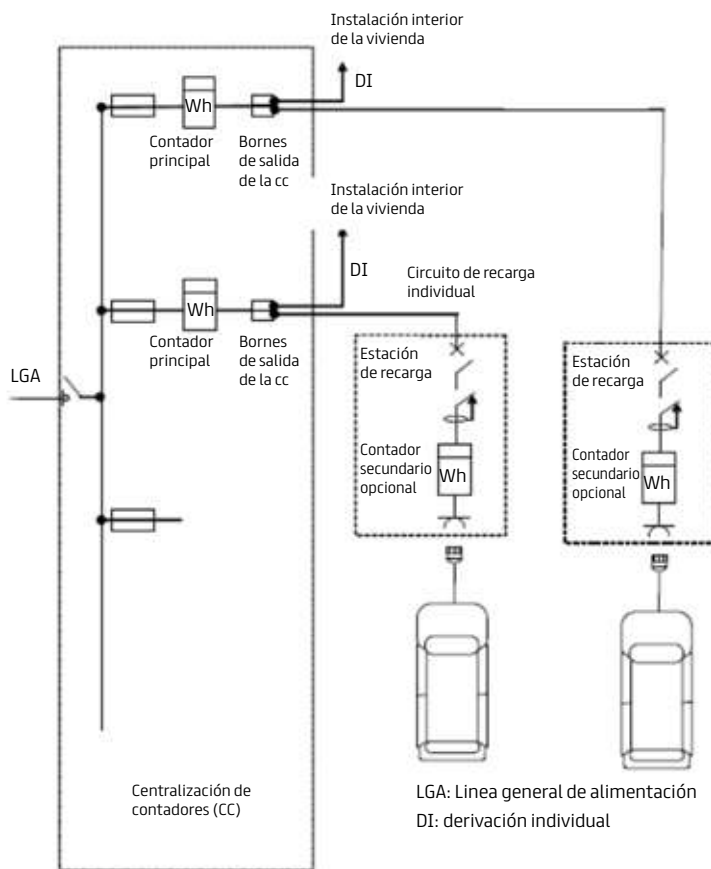 Instalación interior
de la vivienda
DI
Wh
Contador
principal
Bornes
de salida
de la cc
Instalación interior
de la vivienda
DI
Circuito de recarga
individual
Wh
Contador
principal
Bornes
de salida
de la cc
LGA
Estación
de recarga
Contador
secundario
opcional
Wh
Estación
de recarga
Contador
secundario
opcional
Wh
Centralización de
contadores (CC)
LGA: Linea general de alimentación
DI: derivación individual